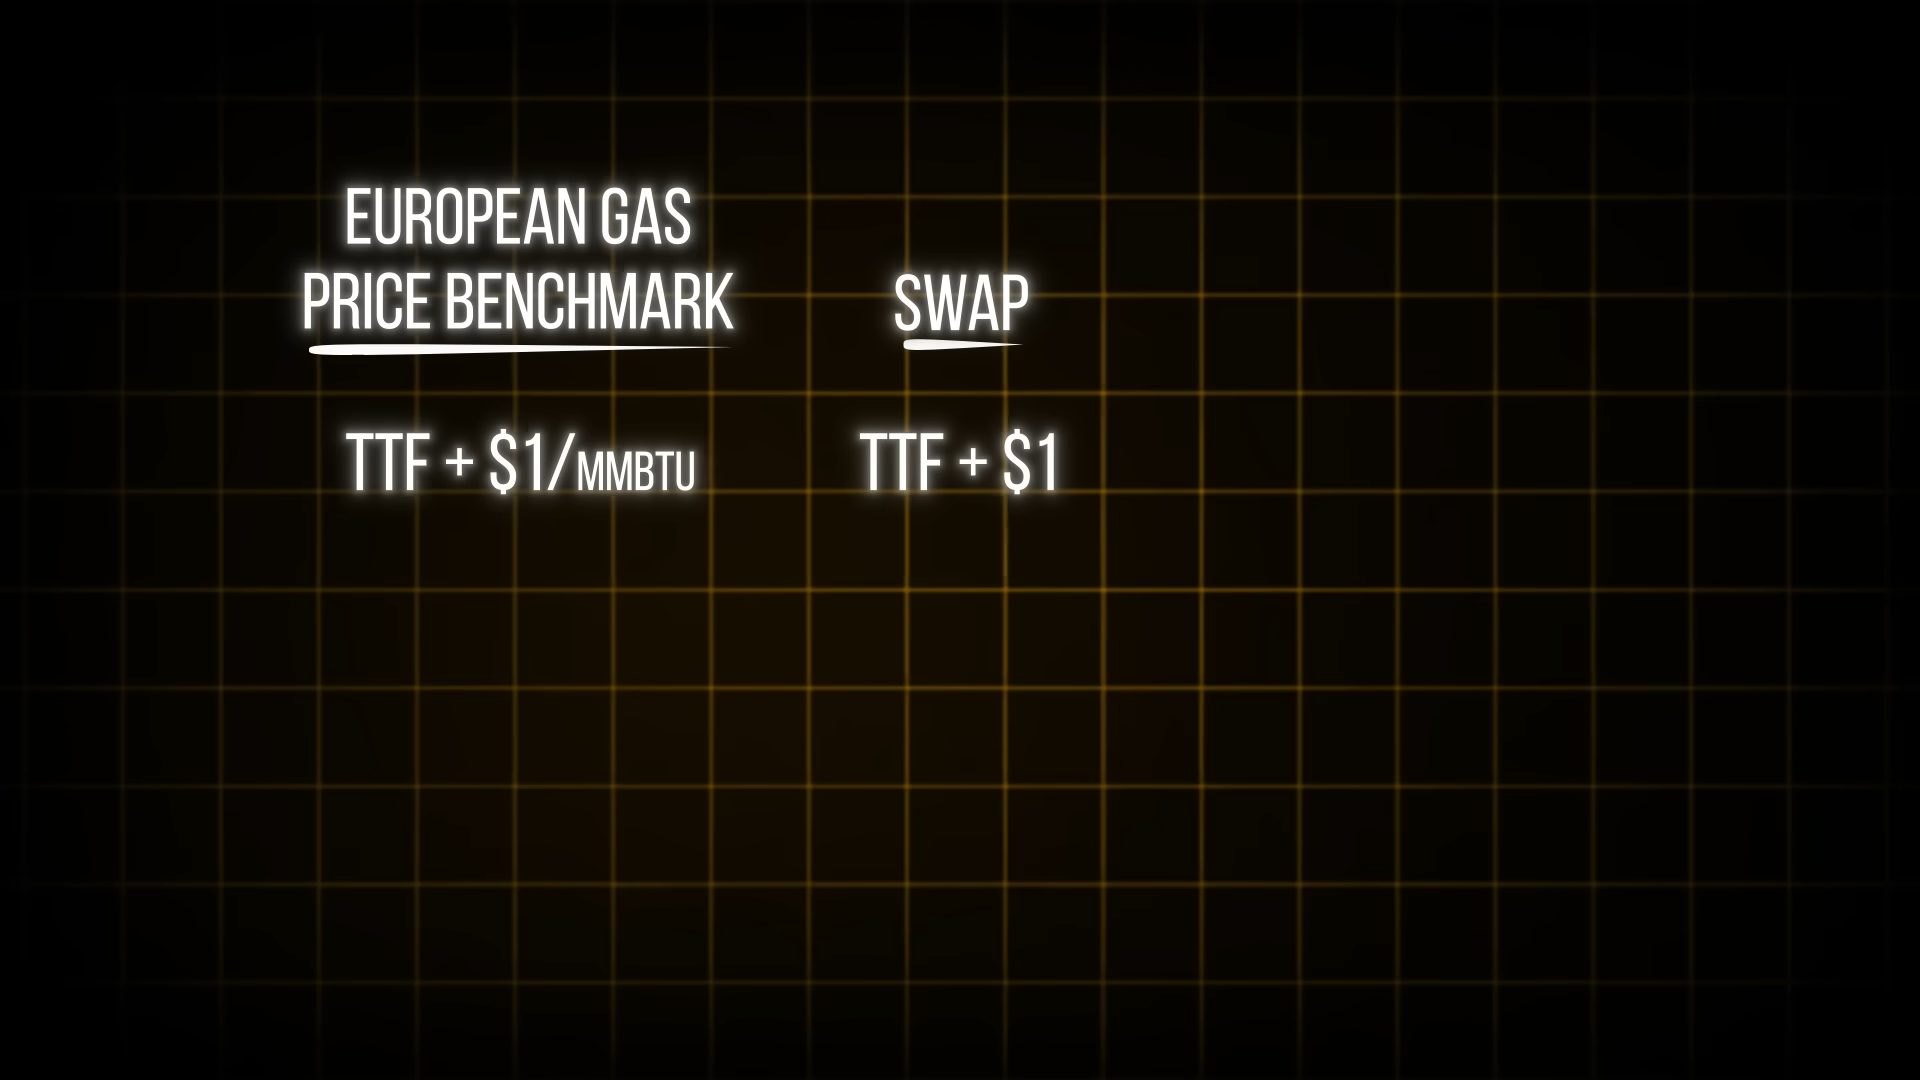 EUROPEAN GAS
PRICE BENCHMARK
SWAP
TTF + $1/MMBTU
TTF + $1